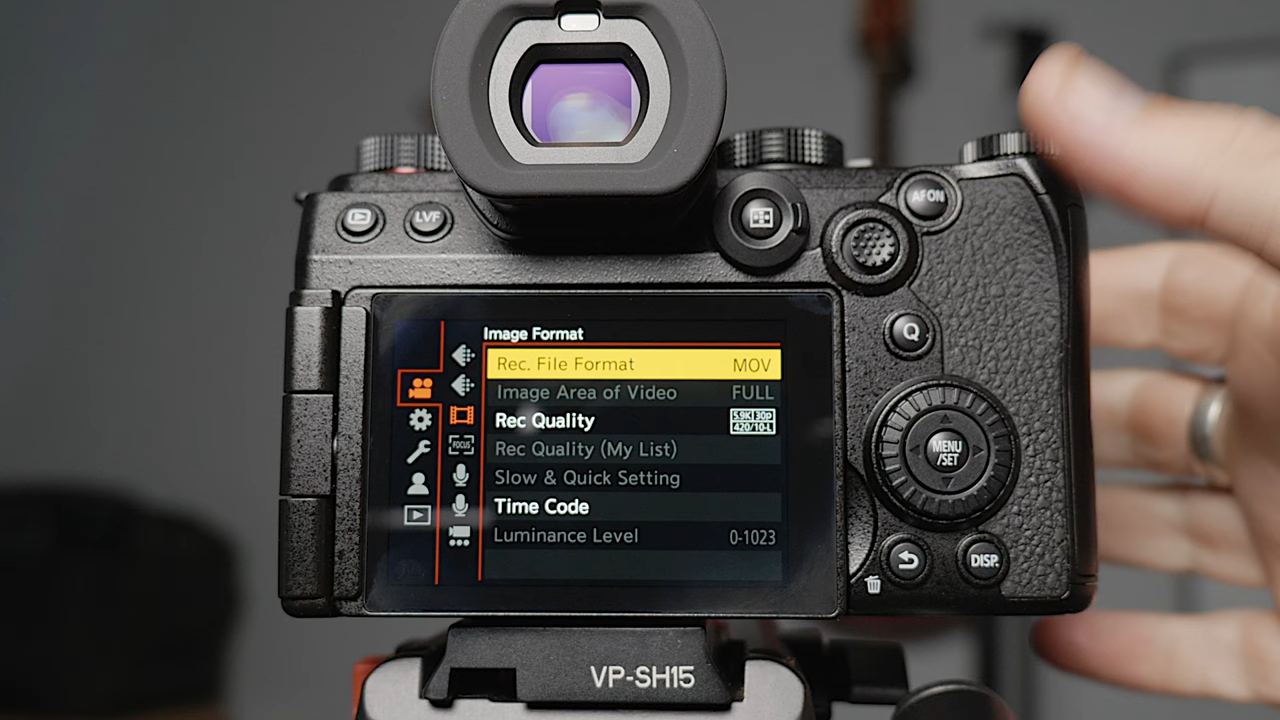 LVF
AF ON
Q
Image Format
Rec. File Format MOV
Image Area of Video FULL
Rec Quality 5.9K 30p 420/10-L
Rec Quality (My List)
Slow & Quick Setting
Time Code
Luminance Level 0-1023
FOCUS
MENU
/SET
DISP.
VP-SH15